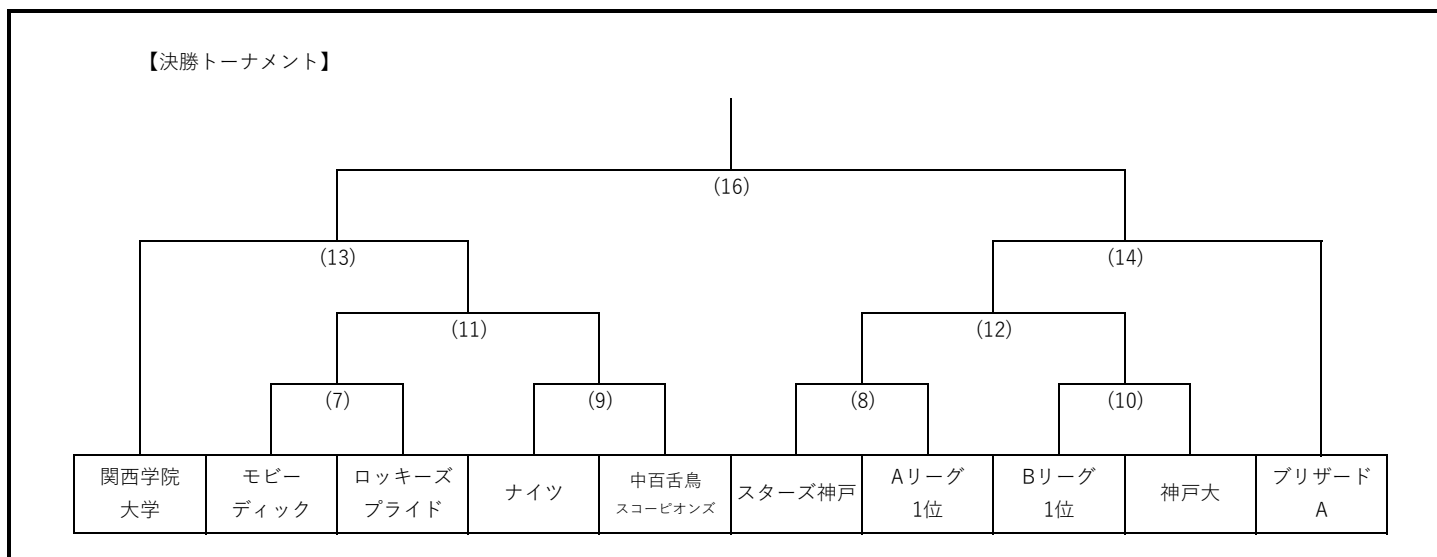 【決勝トーナメント】
(16)
(13)
(14)
(11)
(12)
(7)
(9)
(8)
(10)
関西学院
大学
モビー
ディック
ロッキーズ
プライド
ナイツ
中百舌鳥
スコーピオンズ
スターズ神戸
Aリーグ
1位
Bリーグ
1位
神戸大
ブリザード
A